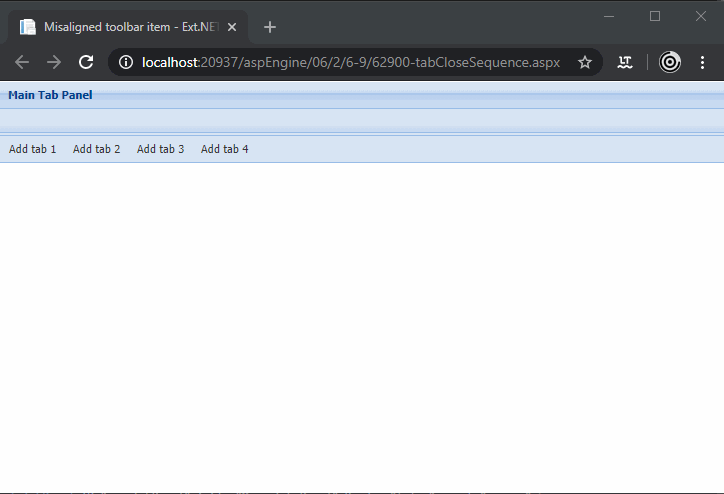 Misaligned toolbar item - Ext.NET
localhost:20937/aspEngine/06/2/6-9/62900-tabCloseSequence.aspx
Main Tab Panel
Add tab 1 Add tab 2 Add tab 3 Add tab 4